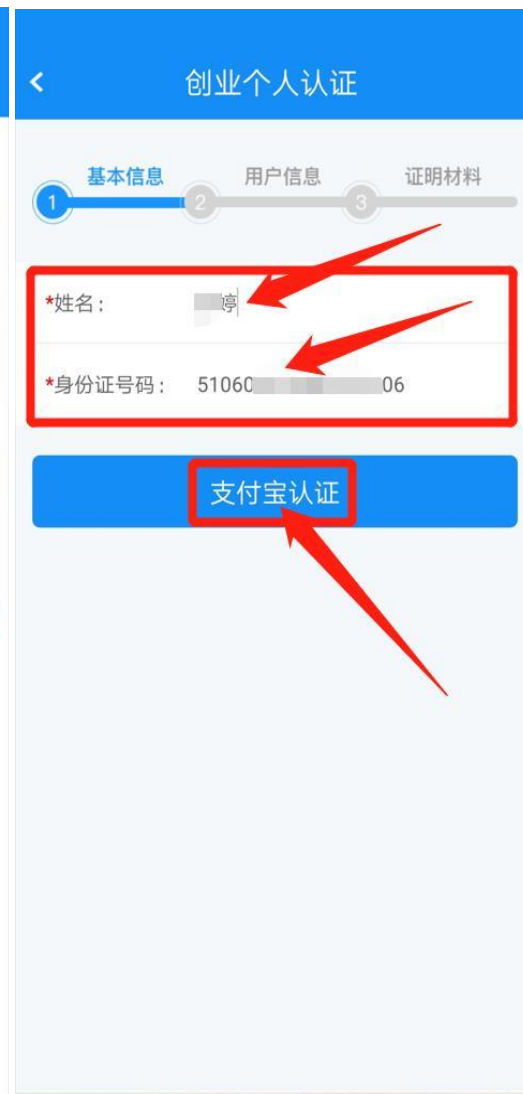 创业个人认证
基本信息 用户信息 证明材料
1 2 3
*姓名： 婷
*身份证号码： 51060 06
支付宝认证